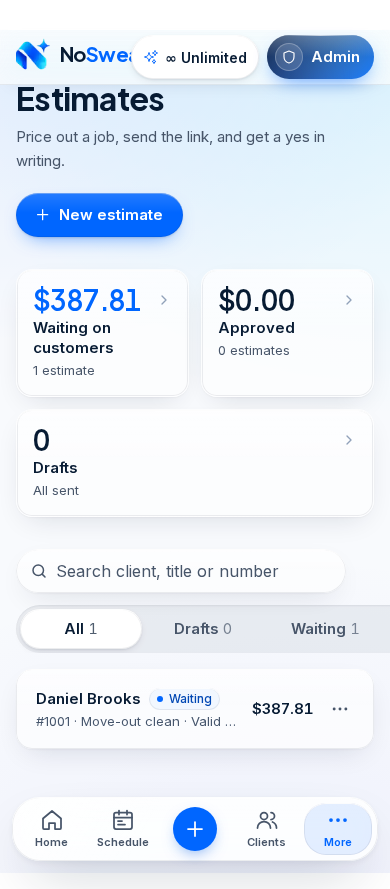 NoSwea
∞ Unlimited
Admin
Estimates
Price out a job, send the link, and get a yes in
writing.
New estimate
$387.81
Waiting on
customers
1 estimate
$0.00
Approved
0 estimates
0
Drafts
All sent
Search client, title or number
All 1
Drafts 0
Waiting 1
Daniel Brooks Waiting
#1001 · Move-out clean · Valid ...
$387.81
Home
Schedule
Clients
More